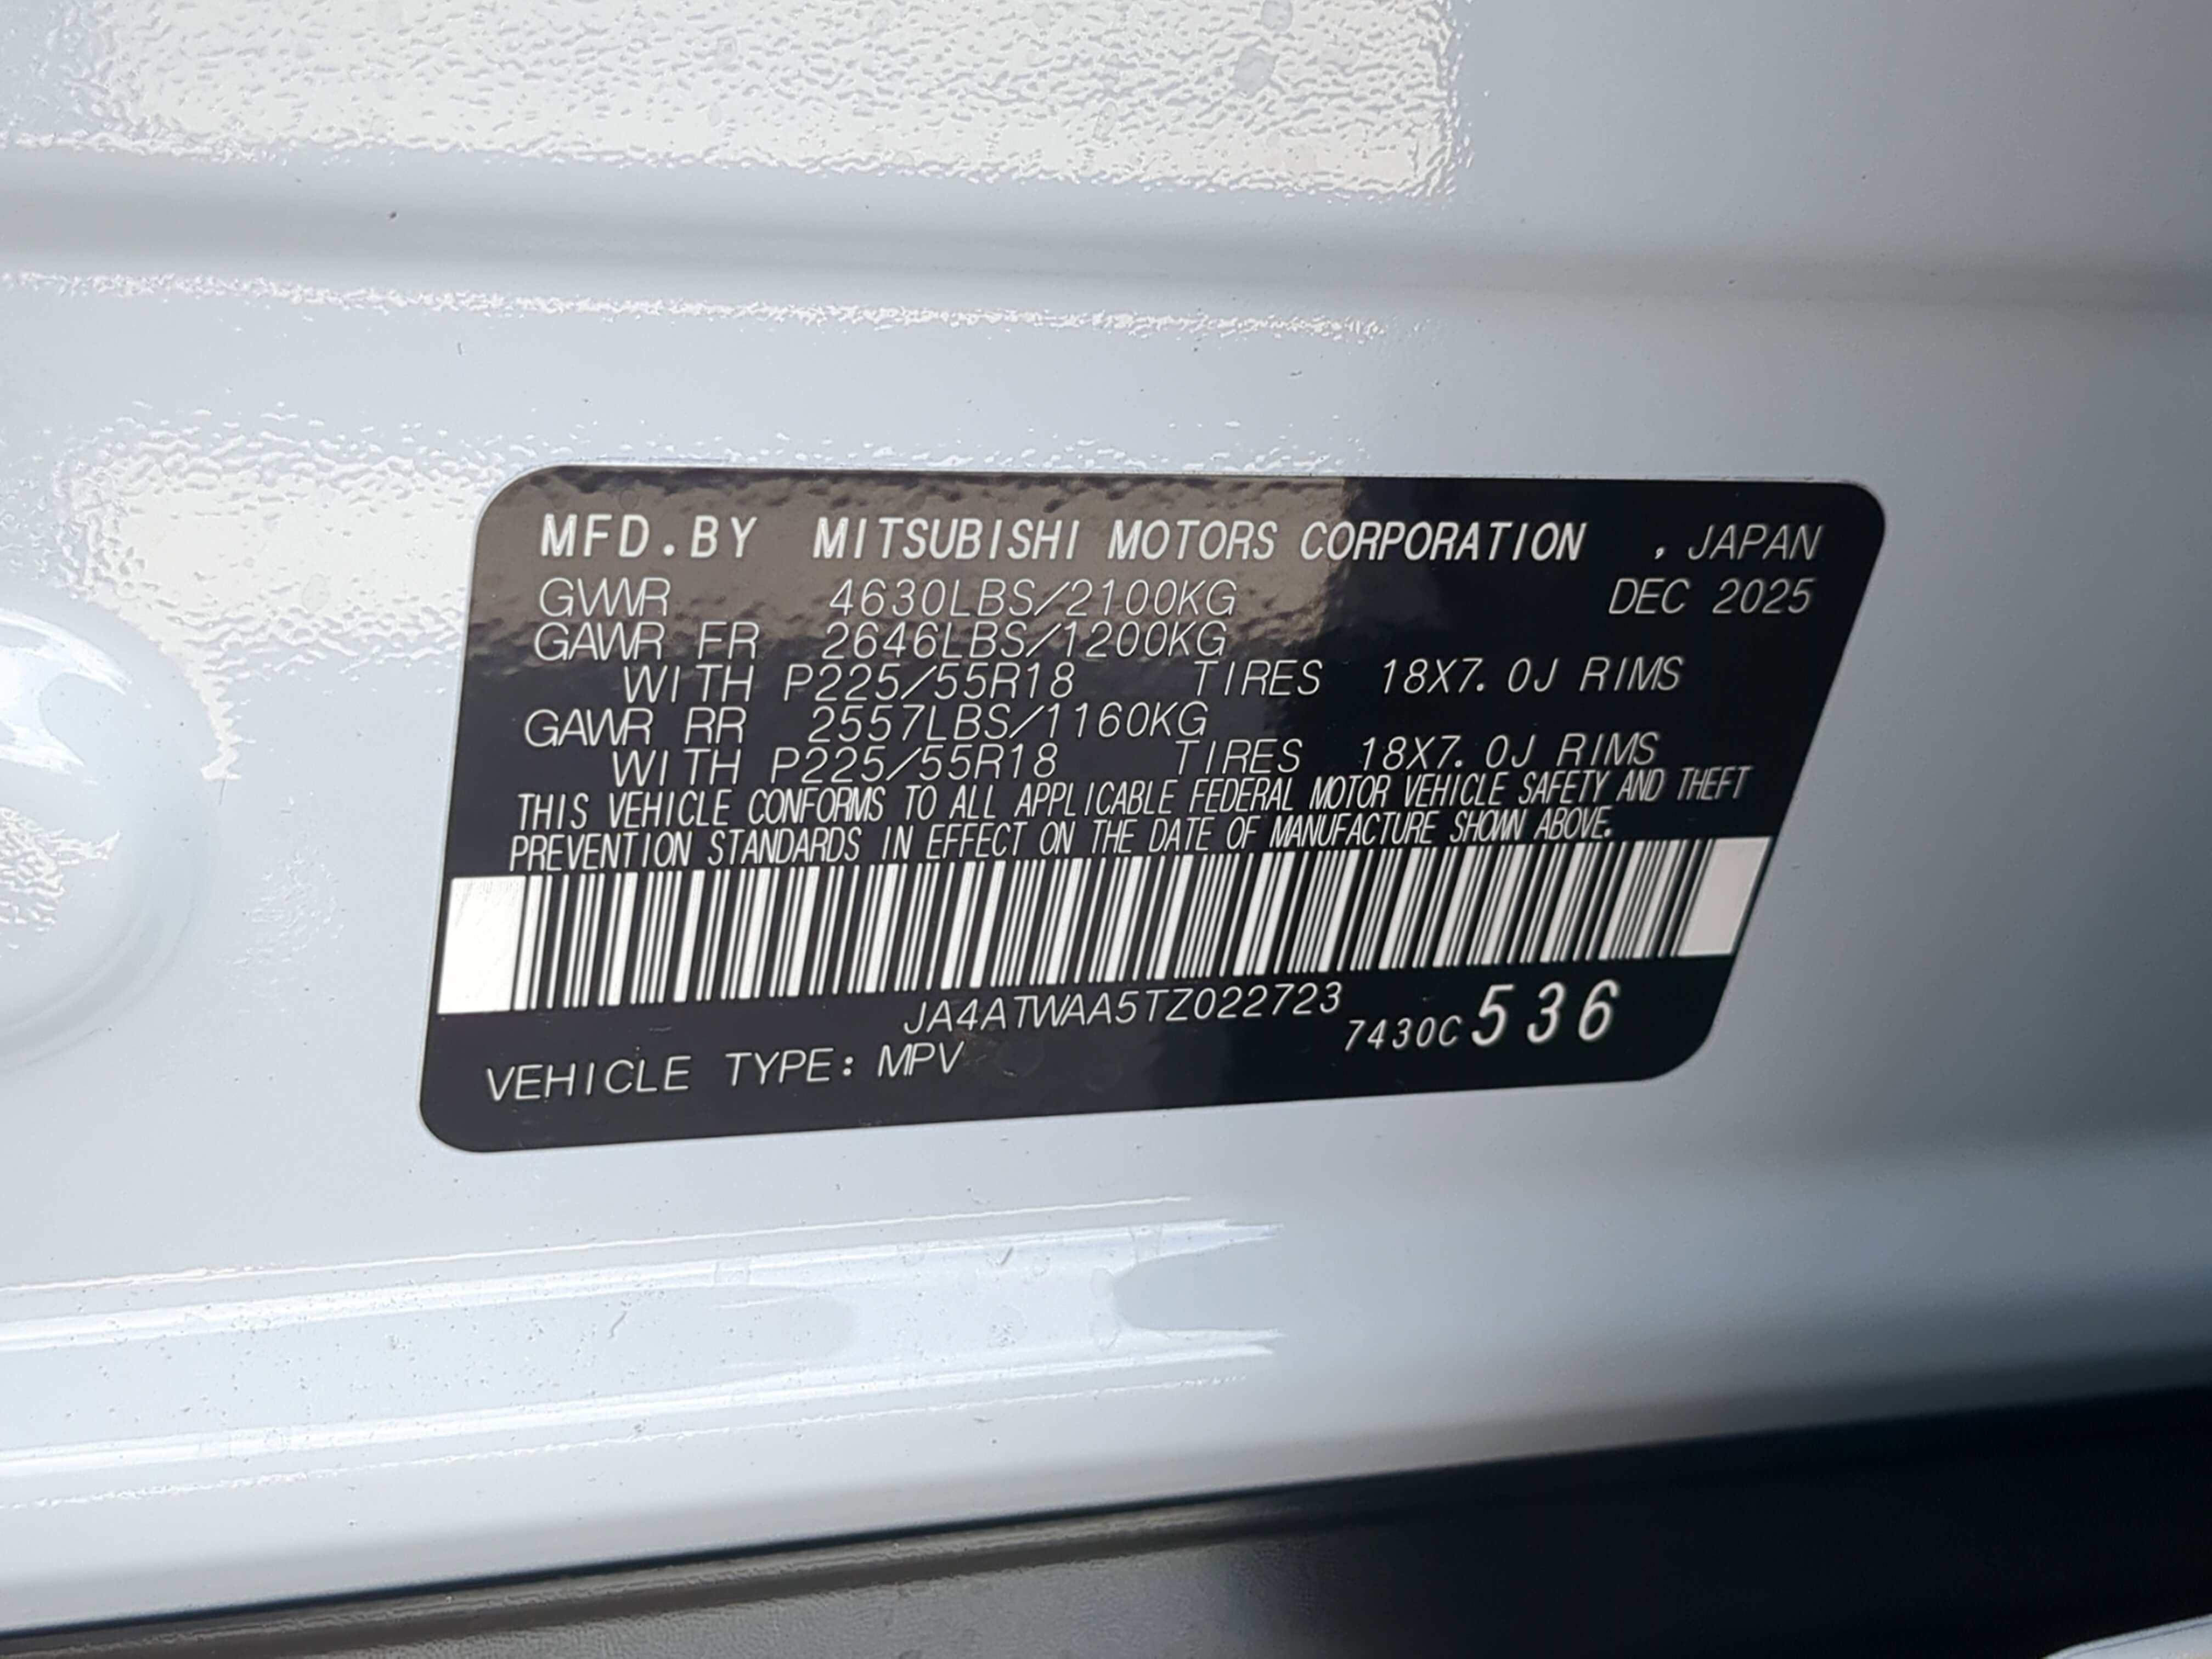 MFD.BY MITSUBISHI MOTORS CORPORATION , JAPAN
GVWR 4630LBS/2100KG DEC 2025
GAWR FR 2646LBS/1200KG
WITH P225/55R18 TIRES 18X7.0J RIMS
GAWR RR 2557LBS/1160KG
WITH P225/55R18 TIRES 18X7.0J RIMS
THIS VEHICLE CONFORMS TO ALL APPLICABLE FEDERAL MOTOR VEHICLE SAFETY AND THEFT
PREVENTION STANDARDS IN EFFECT ON THE DATE OF MANUFACTURE SHOWN ABOVE.
JA4ATWAA5TZ022723
7430C536
VEHICLE TYPE: MPV